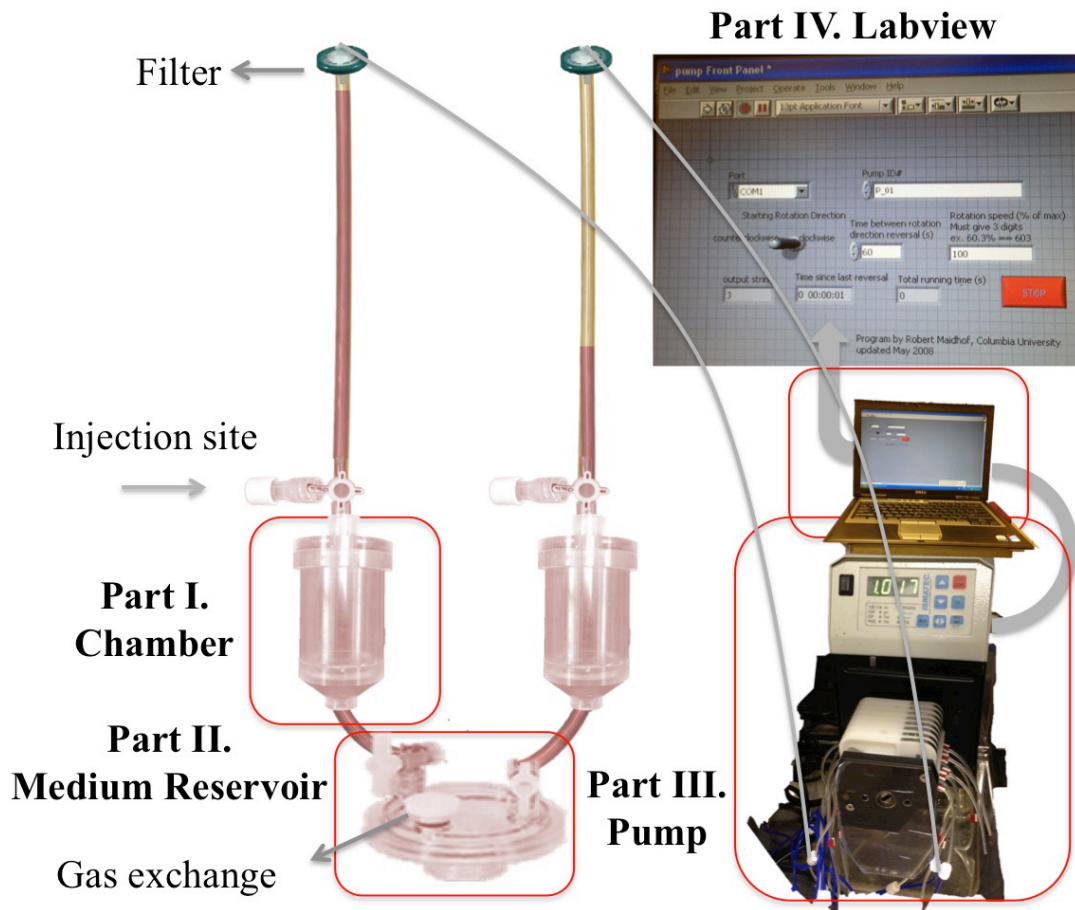 Part IV. Labview
Filter
pump Front Panel *
File Edit View Project Operate Tools Window Help
13pt Application Font
Port
Pump ID#
COM1
P_01
Starting Rotation Direction
counterclockwise
clockwise
Time between rotation
direction reversal (s)
60
Rotation speed (% of max)
Must give 3 digits
ex. 60.3% == 603
100
output string
Time since last reversal
Total running time (s)
J
0 00:00:01
0
STOP
Program by Robert Maidhof, Columbia University
updated May 2008
Injection site
Part I.
Chamber
DELL
ISMATEC
Part II.
Medium Reservoir
Part III.
Pump
Gas exchange